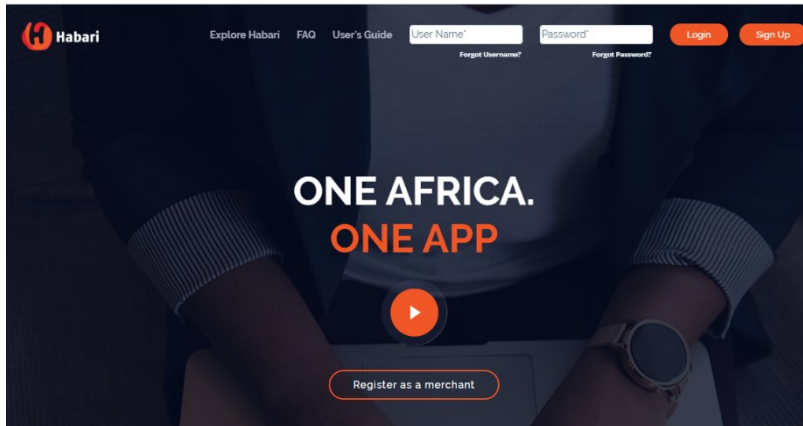 Habari
Explore Habari FAQ User's Guide User Name* Password* Login Sign Up
Forgot Username? Forgot Password?
ONE AFRICA.
ONE APP
Register as a merchant